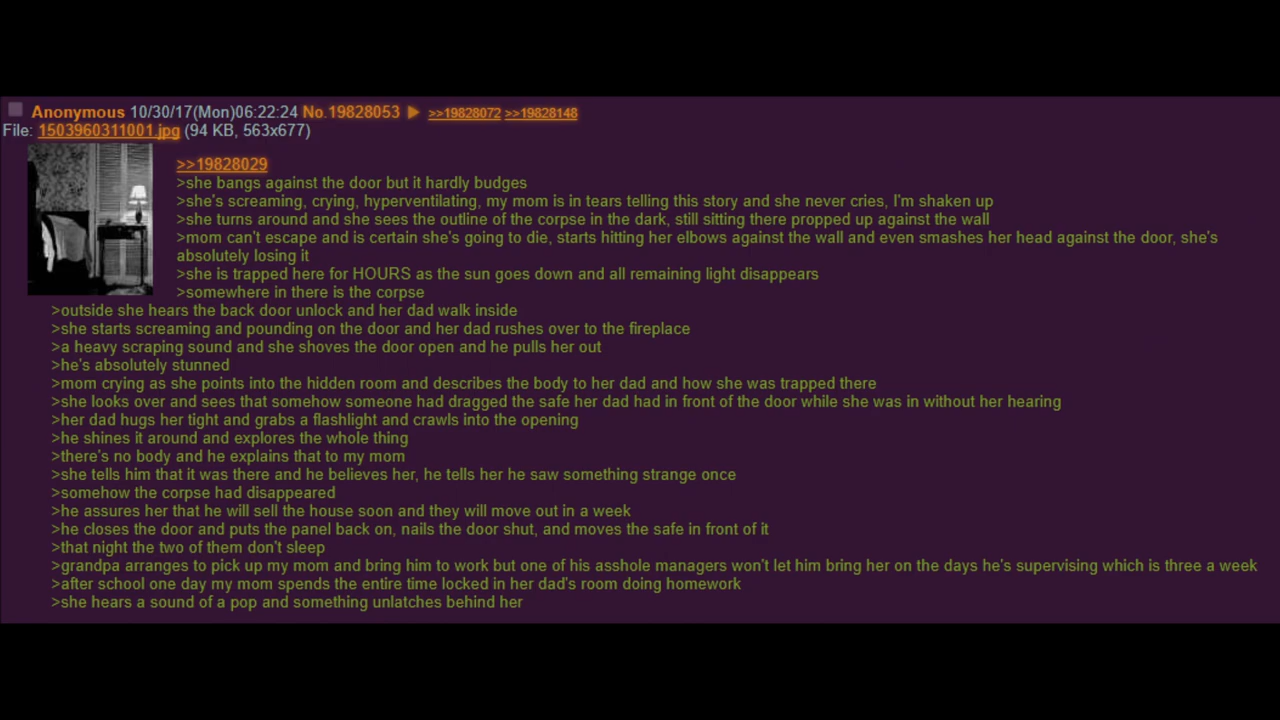 Anonymous 10/30/17(Mon)06:22:24 No.19828053 ▶ >>19828072 >>19828148
File: 1503960311001.jpg (94 KB, 563x677)
>>19828029
>she bangs against the door but it hardly budges
>she's screaming, crying, hyperventilating, my mom is in tears telling this story and she never cries, I'm shaken up
>she turns around and she sees the outline of the corpse in the dark, still sitting there propped up against the wall
>mom can't escape and is certain she's going to die, starts hitting her elbows against the wall and even smashes her head against the door, she's
absolutely losing it
>she is trapped here for HOURS as the sun goes down and all remaining light disappears
>somewhere in there is the corpse
>outside she hears the back door unlock and her dad walk inside
>she starts screaming and pounding on the door and her dad rushes over to the fireplace
>a heavy scraping sound and she shoves the door open and he pulls her out
>he's absolutely stunned
>mom crying as she points into the hidden room and describes the body to her dad and how she was trapped there
>she looks over and sees that somehow someone had dragged the safe her dad had in front of the door while she was in without her hearing
>her dad hugs her tight and grabs a flashlight and crawls into the opening
>he shines it around and explores the whole thing
>there's no body and he explains that to my mom
>she tells him that it was there and he believes her, he tells her he saw something strange once
>somehow the corpse had disappeared
>he assures her that he will sell the house soon and they will move out in a week
>he closes the door and puts the panel back on, nails the door shut, and moves the safe in front of it
>that night the two of them don't sleep
>grandpa arranges to pick up my mom and bring him to work but one of his asshole managers won't let him bring her on the days he's supervising which is three a week
>after school one day my mom spends the entire time locked in her dad's room doing homework
>she hears a sound of a pop and something unlatches behind her